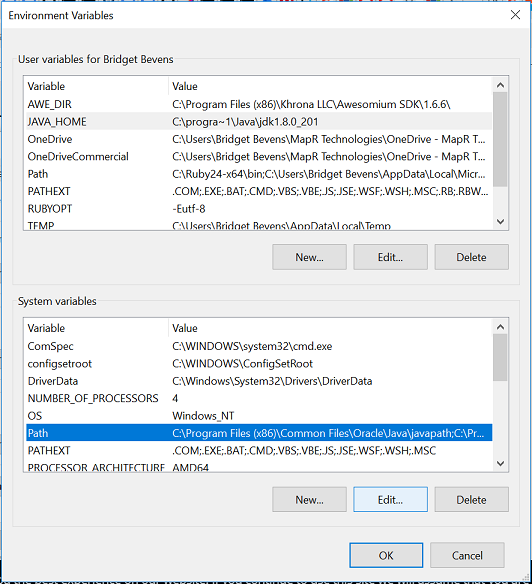 Environment Variables
User variables for Bridget Bevens
Variable Value
AWE_DIR C:\Program Files (x86)\Khrona LLC\Awesomium SDK\1.6.6\
JAVA_HOME C:\progra~1\Java\jdk1.8.0_201
OneDrive C:\Users\Bridget Bevens\MapR Technologies\OneDrive - MapR T...
OneDriveCommercial C:\Users\Bridget Bevens\MapR Technologies\OneDrive - MapR T...
Path C:\Ruby24-x64\bin;C:\Users\Bridget Bevens\AppData\Local\Micr...
PATHEXT .COM;.EXE;.BAT;.CMD;.VBS;.VBE;.JS;.JSE;.WSF;.WSH;.MSC;.RB;.RBW...
RUBYOPT -Eutf-8
TEMP C:\Users\Bridget Bevens\AppData\Local\Temp
New... Edit... Delete
System variables
Variable Value
ComSpec C:\WINDOWS\system32\cmd.exe
configsetroot C:\WINDOWS\ConfigSetRoot
DriverData C:\Windows\System32\Drivers\DriverData
NUMBER_OF_PROCESSORS 4
OS Windows_NT
Path C:\Program Files (x86)\Common Files\Oracle\Java\javapath;C:\Pr...
PATHEXT .COM;.EXE;.BAT;.CMD;.VBS;.VBE;.JS;.JSE;.WSF;.WSH;.MSC
PROCESSOR_ARCHITECTURE AMD64
New... Edit... Delete
OK Cancel